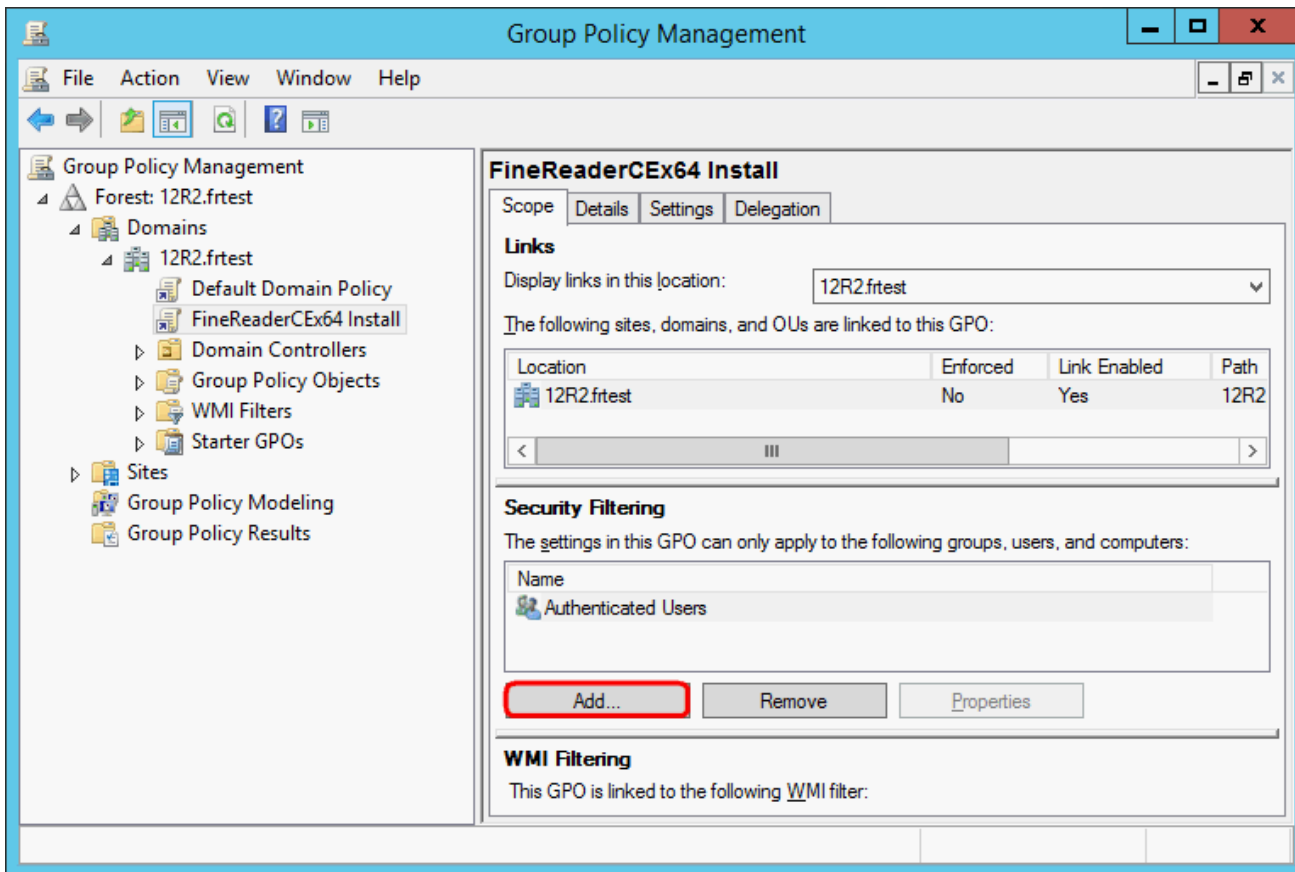 Group Policy Management
File Action View Window Help
Group Policy Management
Forest: 12R2.frtest
Domains
12R2.frtest
Default Domain Policy
FineReaderCEx64 Install
Domain Controllers
Group Policy Objects
WMI Filters
Starter GPOs
Sites
Group Policy Modeling
Group Policy Results
FineReaderCEx64 Install
Scope Details Settings Delegation
Links
Display links in this location: 12R2.frtest
The following sites, domains, and OUs are linked to this GPO:
Location Enforced Link Enabled Path
12R2.frtest No Yes 12R2
Security Filtering
The settings in this GPO can only apply to the following groups, users, and computers:
Name
Authenticated Users
Add... Remove Properties
WMI Filtering
This GPO is linked to the following WMI filter: